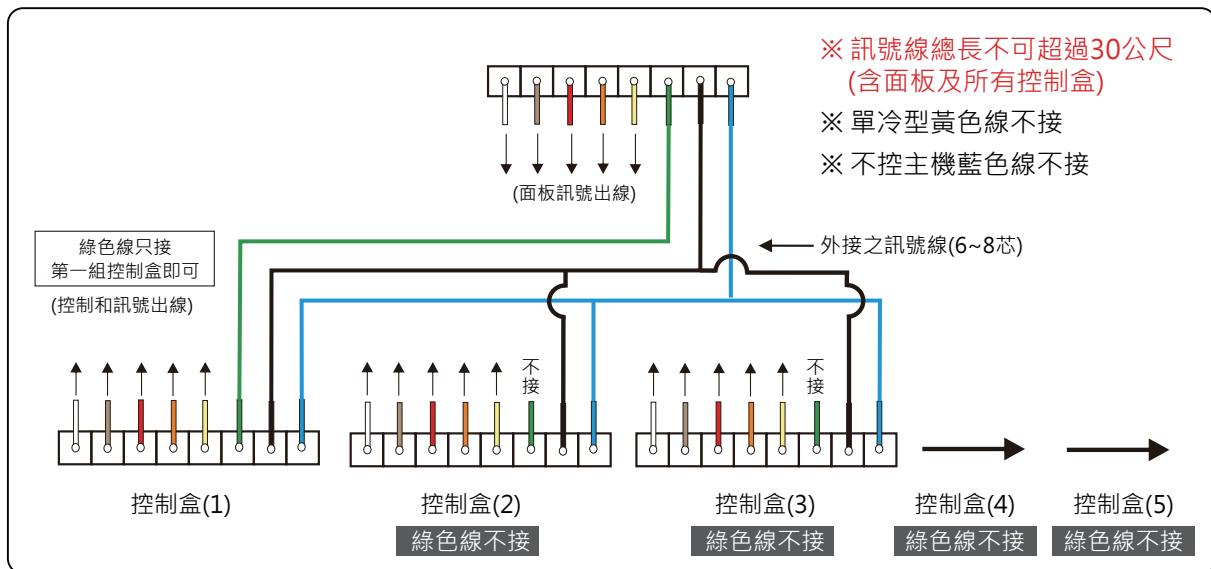 ※ 訊號線總長不可超過30公尺
(含面板及所有控制盒)
※ 單冷型黃色線不接
※ 不控主機藍色線不接
(面板訊號出線)
外接之訊號線(6~8芯)
綠色線只接
第一組控制盒即可
(控制和訊號出線)
不接
不接
控制盒(1)
控制盒(2)
控制盒(3)
控制盒(4)
控制盒(5)
綠色線不接
綠色線不接
綠色線不接
綠色線不接